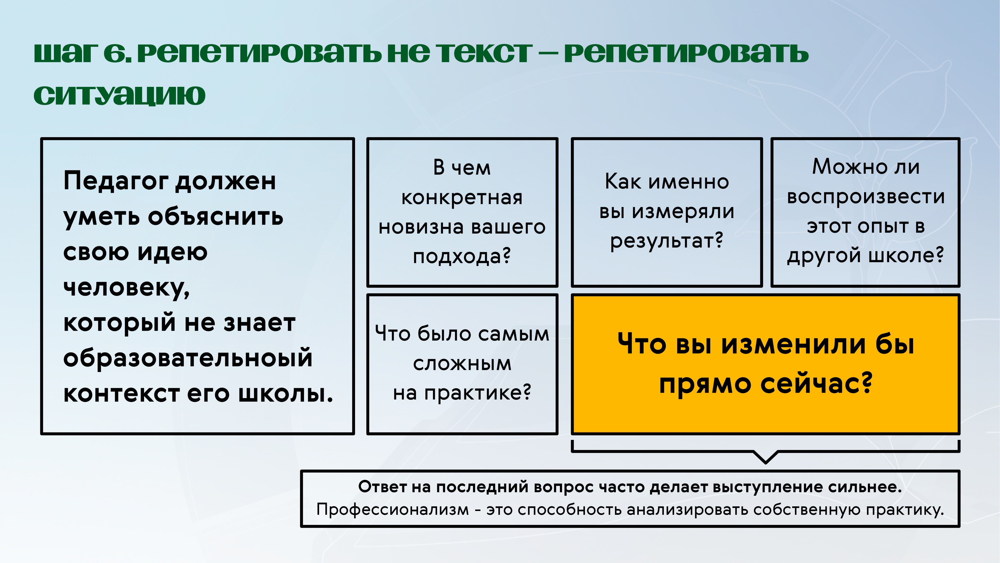 шаг 6. Репетировать не текст – репетировать
ситуацию
Педагог должен
уметь объяснить
свою идею
человеку,
который не знает
образовательноый
контекст его школы.
В чем
конкретная
новизна вашего
подхода?
Как именно
вы измеряли
результат?
Можно ли
воспроизвести
этот опыт в
другой школе?
Что было самым
сложным
на практике?
Что вы изменили бы
прямо сейчас?
Ответ на последний вопрос часто делает выступление сильнее.
Профессионализм - это способность анализировать собственную практику.